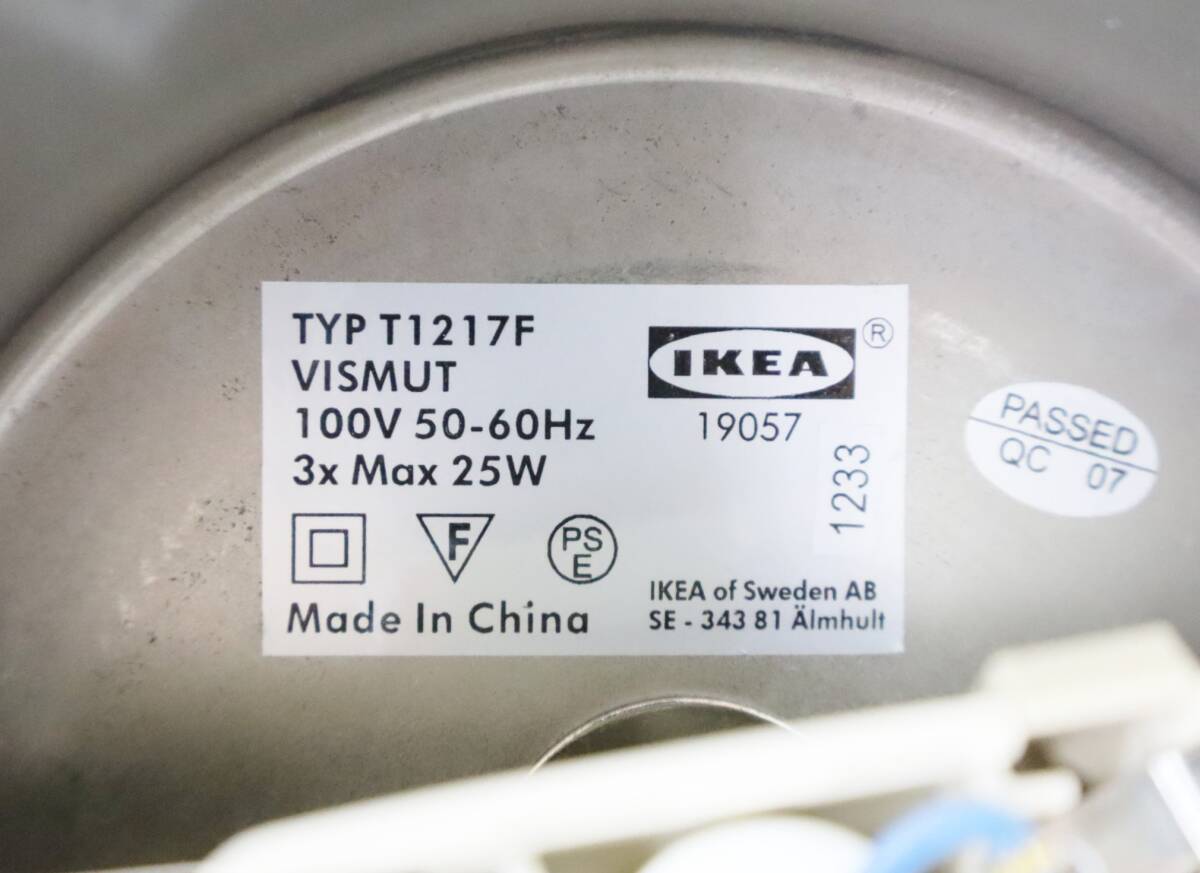 TYP T1217F
VISMUT
100V 50-60Hz
3x Max 25W
F
PS
E
Made In China
IKEA ®
19057
1233
IKEA of Sweden AB
SE - 343 81 Älmhult
PASSED
QC 07